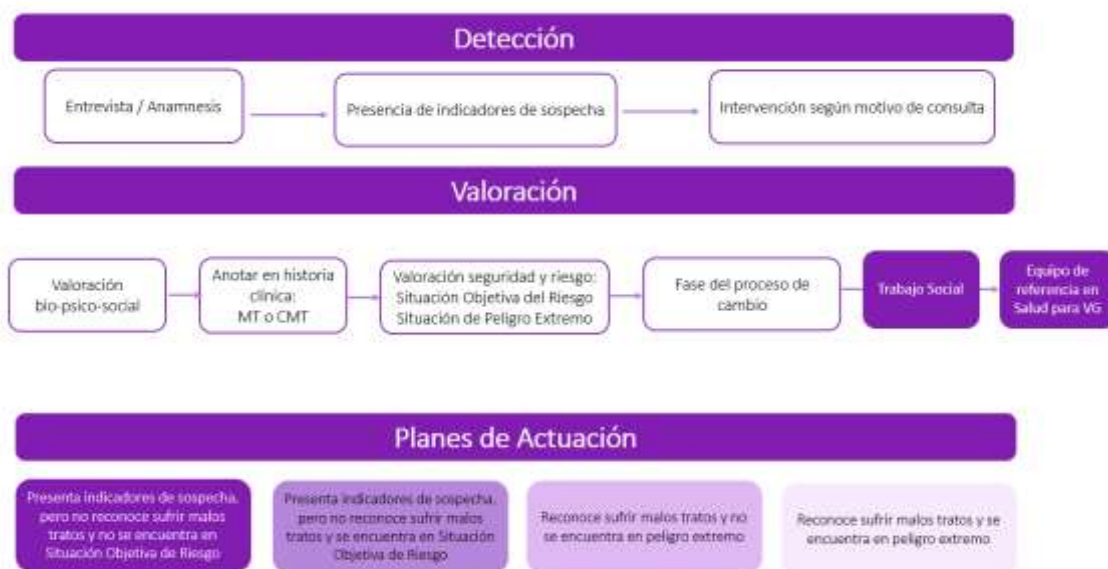 Detección
Entrevista / Anamnesis
Presencia de indicadores de sospecha
Intervención según motivo de consulta
Valoración
Valoración
bio-psico-social
Anotar en historia
clínica:
MT o CMT
Valoración seguridad y riesgo:
Situación Objetiva del Riesgo
Situación de Peligro Extremo
Fase del proceso de
cambio
Trabajo Social
Equipo de
referencia en
Salud para VG
Planes de Actuación
Presenta indicadores de sospecha,
pero no reconoce sufrir malos
tratos y no se encuentra en
Situación Objetiva de Riesgo
Presenta indicadores de sospecha,
pero no reconoce sufrir malos
tratos y se encuentra en Situación
Objetiva de Riesgo
Reconoce sufrir malos tratos y no
se encuentra en peligro extremo
Reconoce sufrir malos tratos y se
encuentra en peligro extremo